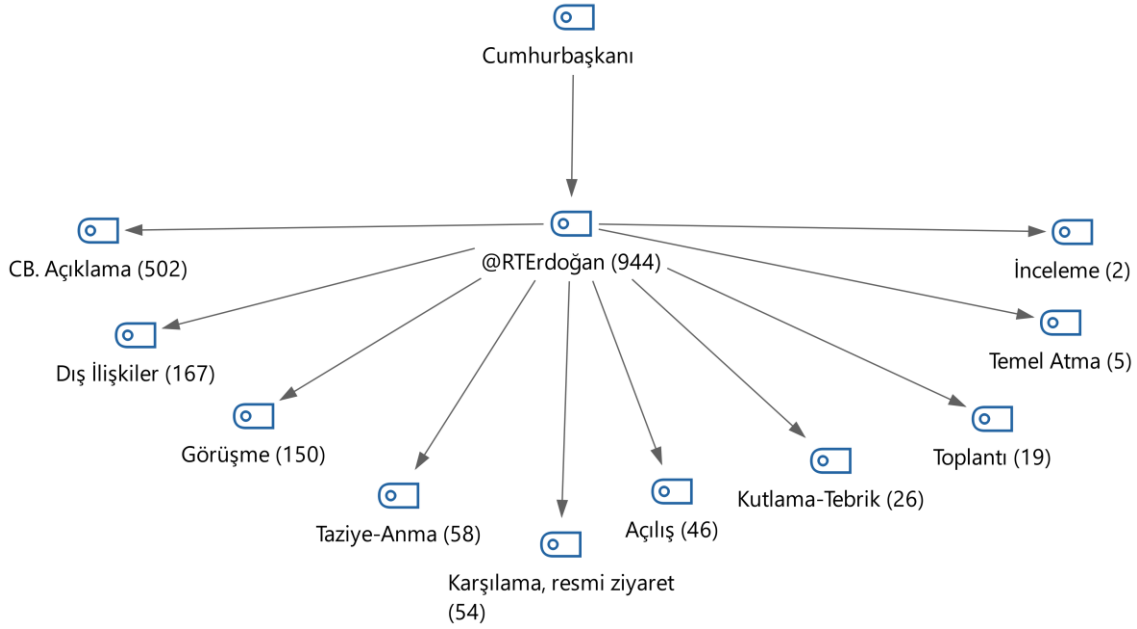 Cumhurbaşkanı
@RTErdoğan (944)
CB. Açıklama (502)
İnceleme (2)
Dış İlişkiler (167)
Temel Atma (5)
Görüşme (150)
Toplantı (19)
Taziye-Anma (58)
Açılış (46)
Kutlama-Tebrik (26)
Karşılama, resmi ziyaret
(54)